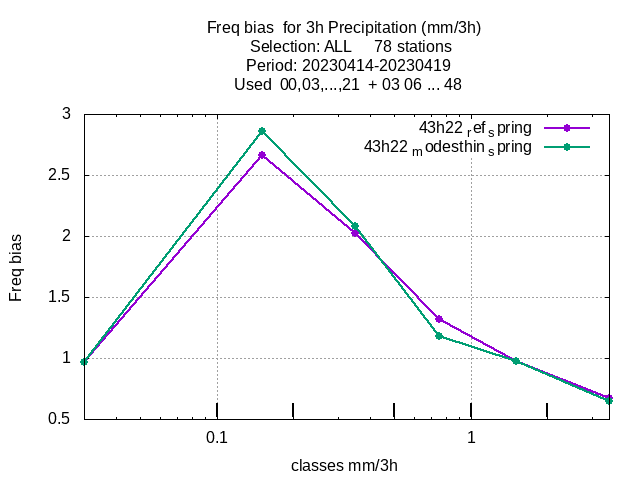 Freq bias  for 3h Precipitation (mm/3h)
Selection: ALL     78 stations
Period: 20230414-20230419
Used  00,03,...,21  + 03 06 ... 48
43h22 ref spring
43h22 modesthin spring
3
2.5
2
1.5
1
0.5
Freq bias
0.1 1
classes mm/3h